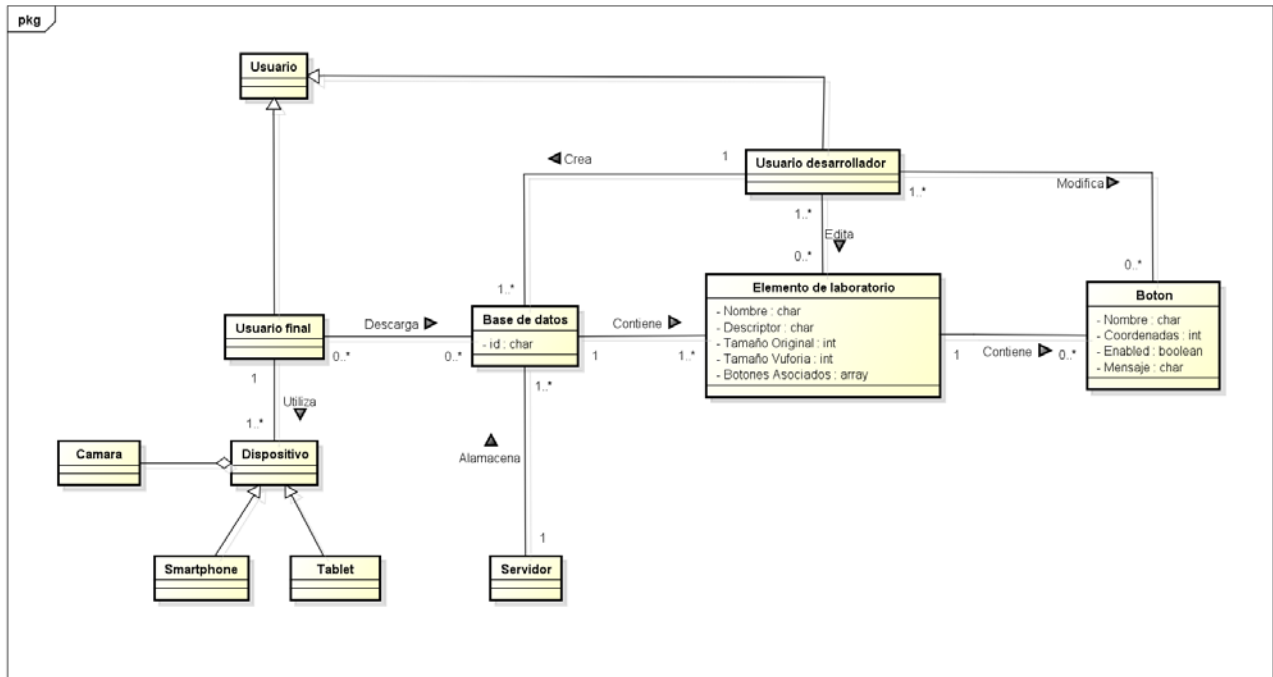 pkg
Usuario
Crea
1
Usuario desarrollador
1..*
Modifica
1..*
Edita
0..*
0..*
1..*
Elemento de laboratorio
- Nombre : char
- Descriptor : char
- Tamaño Original : int
- Tamaño Vuforia : int
- Botones Asociados : array
Boton
- Nombre : char
- Coordenadas : int
- Enabled : boolean
- Mensaje : char
Usuario final
Descarga
0..*
0..*
Base de datos
- id : char
Contiene
1
1..*
1
Contiene
0..*
1
Utiliza
1..*
1..*
Alamacena
Camara
Dispositivo
1
Smartphone
Tablet
Servidor